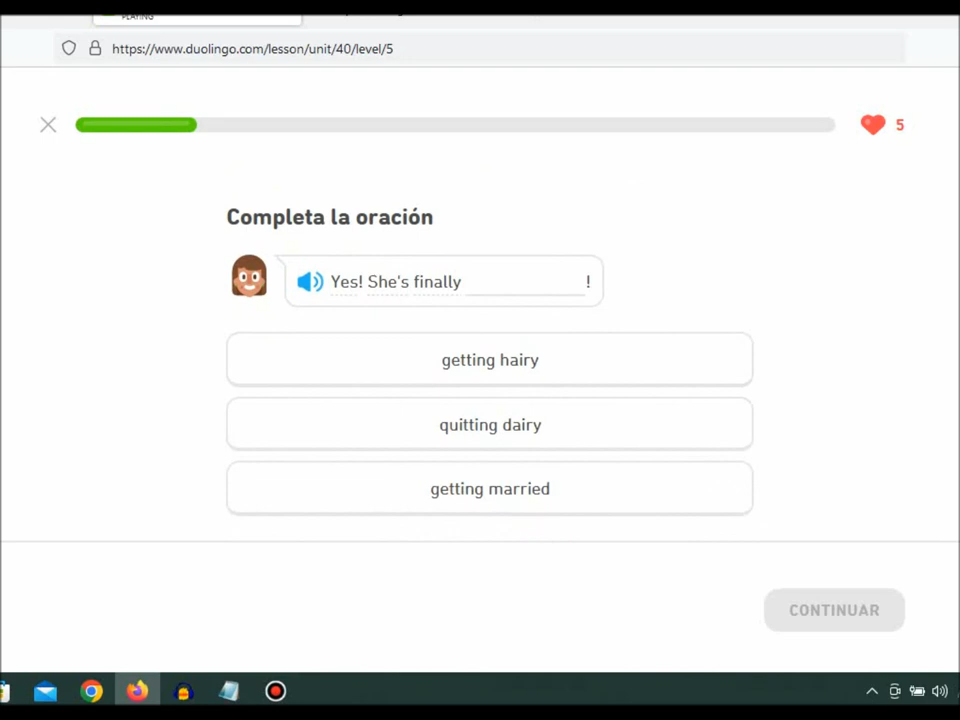 PLAYING
https://www.duolingo.com/lesson/unit/40/level/5
5
Completa la oración
Yes! She's finally !
getting hairy
quitting dairy
getting married
CONTINUAR